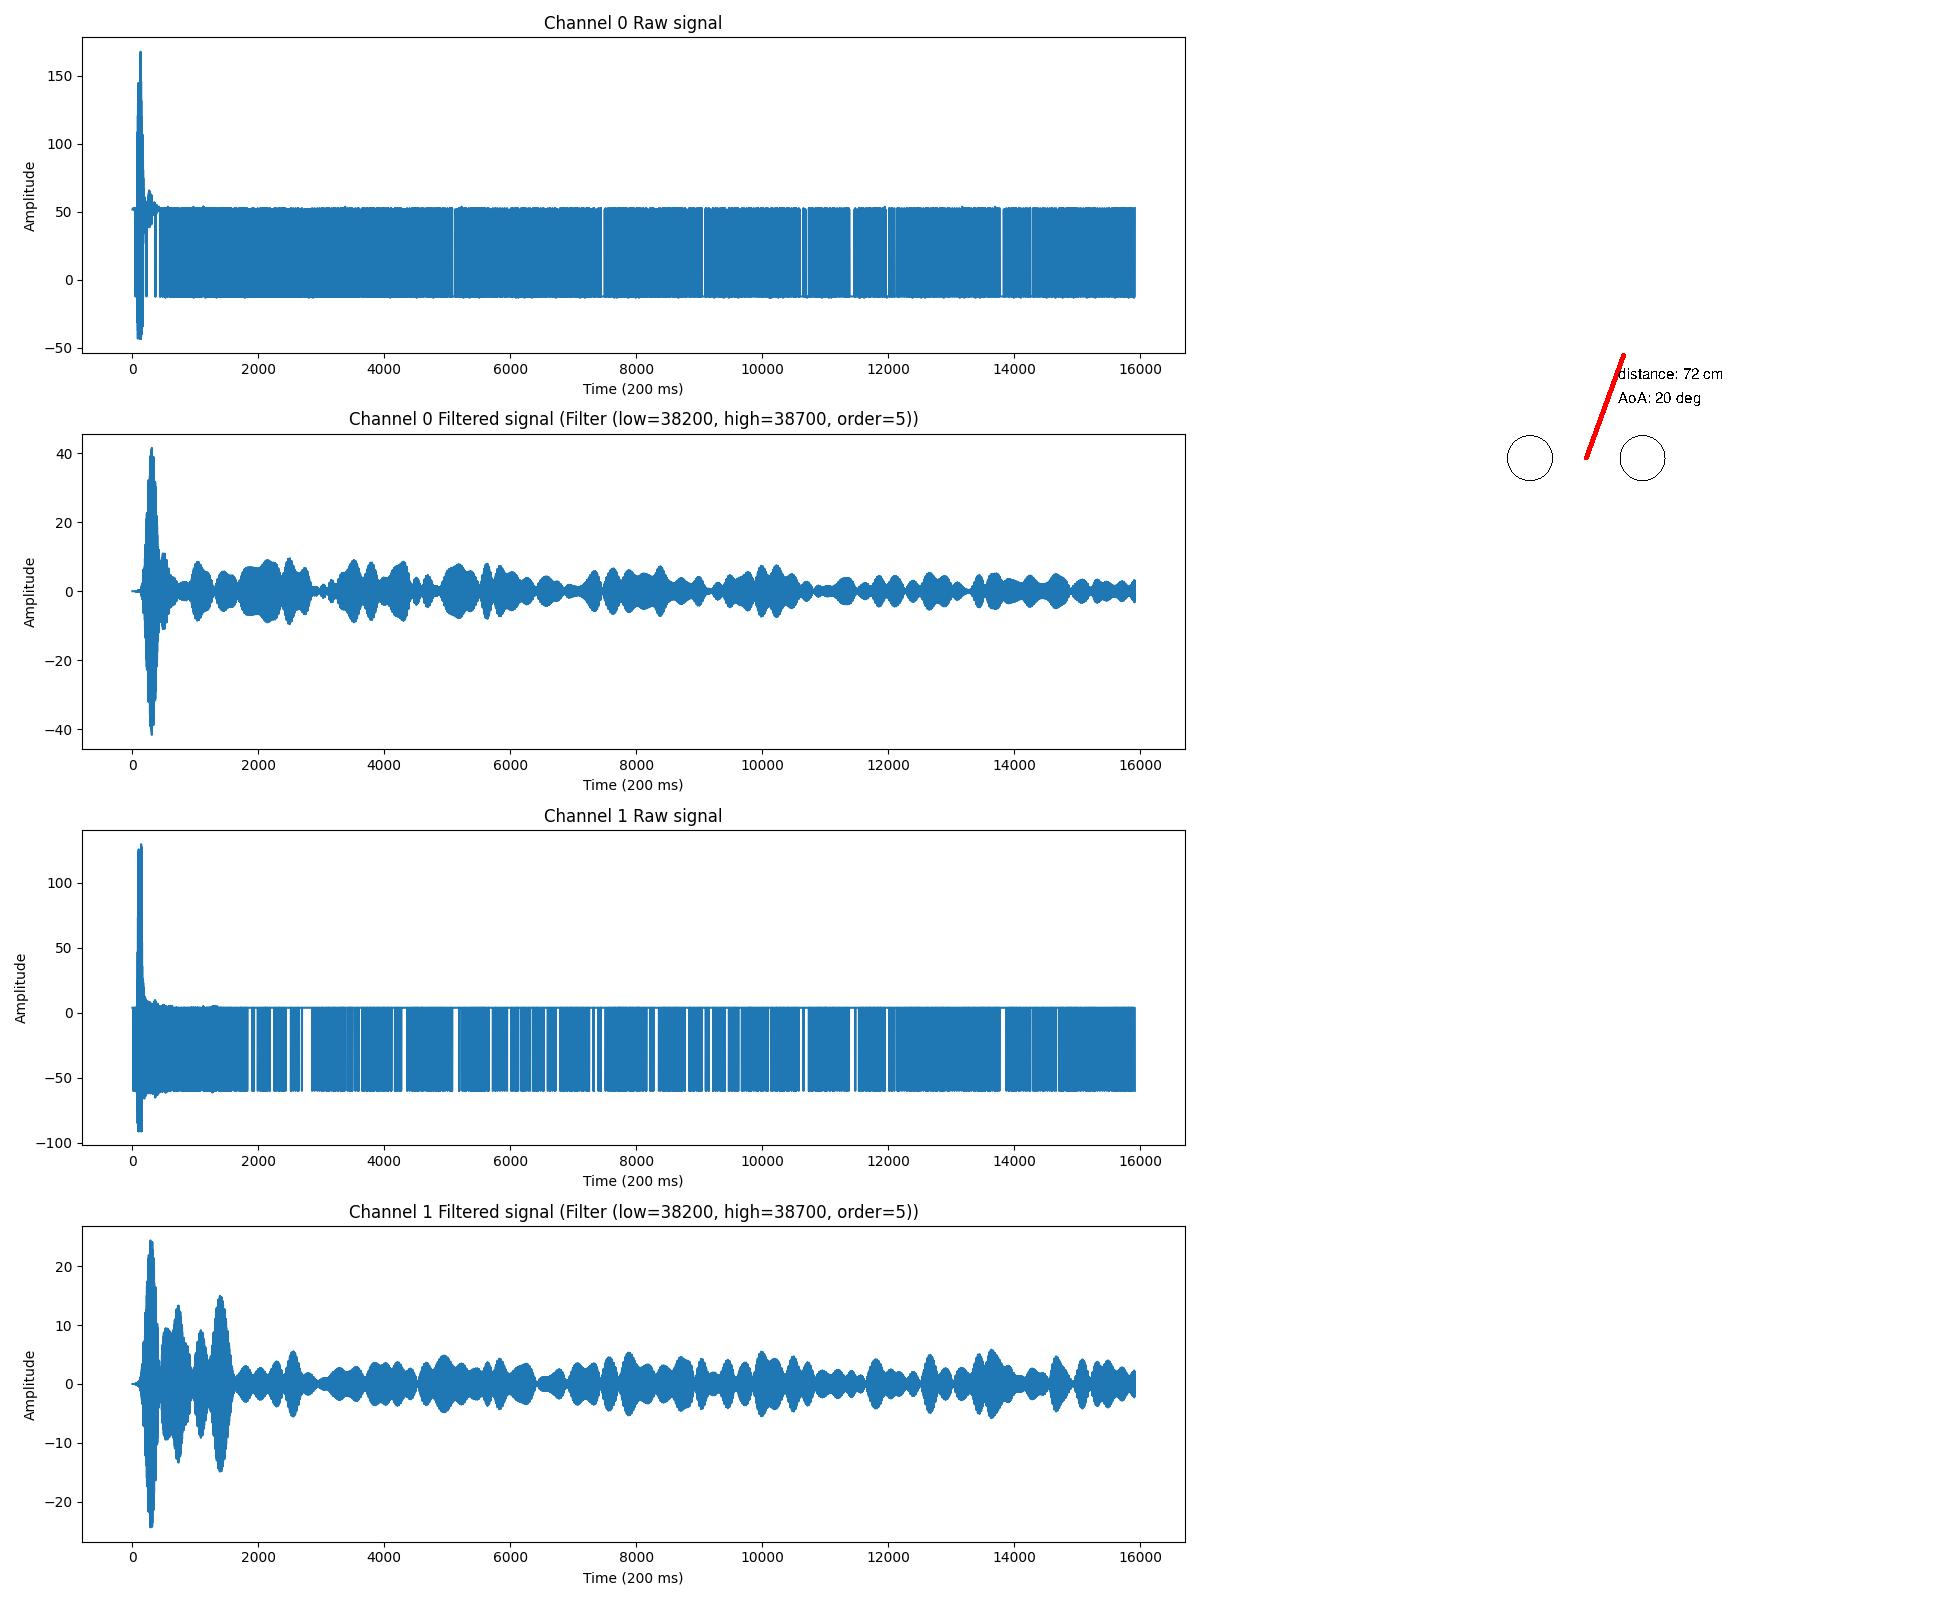 Channel 0 Raw signal
150
100
50
0
−50
Amplitude
0 2000 4000 6000 8000 10000 12000 14000 16000
Time (200 ms)
Channel 0 Filtered signal (Filter (low=38200, high=38700, order=5))
40
20
0
−20
−40
Amplitude
0 2000 4000 6000 8000 10000 12000 14000 16000
Time (200 ms)
Channel 1 Raw signal
100
50
0
−50
−100
Amplitude
0 2000 4000 6000 8000 10000 12000 14000 16000
Time (200 ms)
Channel 1 Filtered signal (Filter (low=38200, high=38700, order=5))
20
10
0
−10
−20
Amplitude
0 2000 4000 6000 8000 10000 12000 14000 16000
Time (200 ms)
distance: 72 cm
AoA: 20 deg